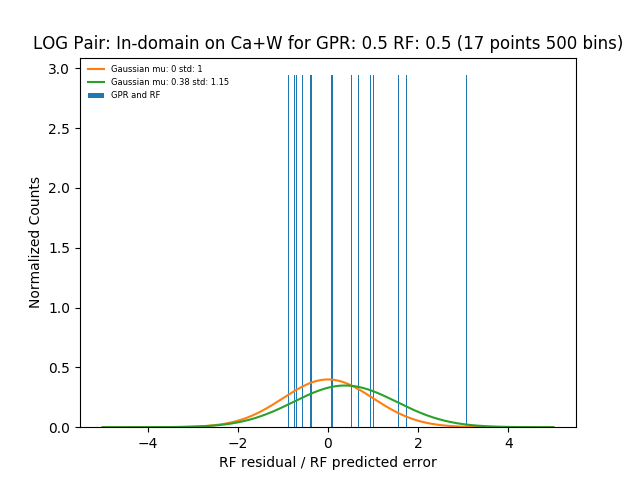 LOG Pair: In-domain on Ca+W for GPR: 0.5 RF: 0.5 (17 points 500 bins)
Gaussian mu: 0 std: 1
Gaussian mu: 0.38 std: 1.15
GPR and RF
3.0
2.5
2.0
1.5
1.0
0.5
0.0
Normalized Counts
−4 −2 0 2 4
RF residual / RF predicted error